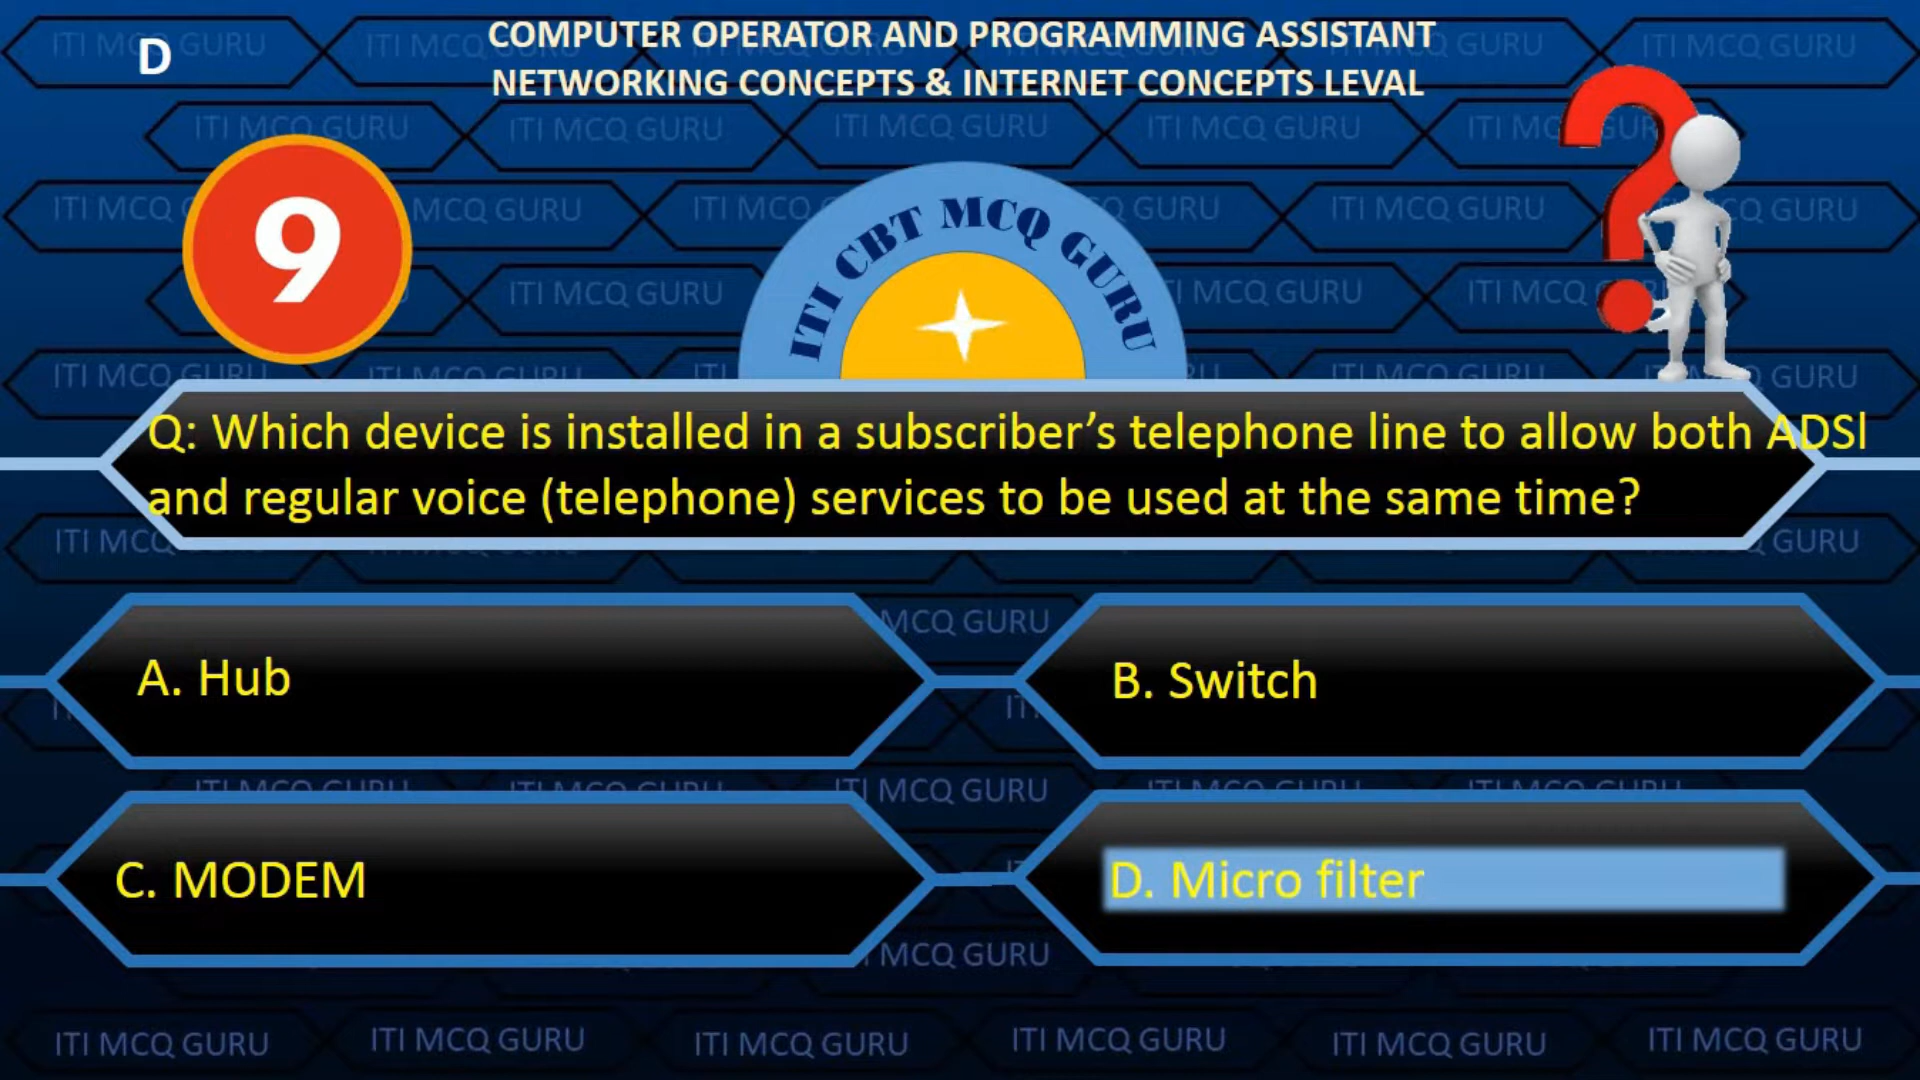 D
COMPUTER OPERATOR AND PROGRAMMING ASSISTANT
NETWORKING CONCEPTS & INTERNET CONCEPTS LEVAL
9
ITI CBT MCQ GURU
Q: Which device is installed in a subscriber’s telephone line to allow both ADSl
and regular voice (telephone) services to be used at the same time?
A. Hub
B. Switch
C. MODEM
D. Micro filter
ITI MCQ GURU ITI MCQ GURU ITI MCQ GURU ITI MCQ GURU ITI MCQ GURU ITI MCQ GURU